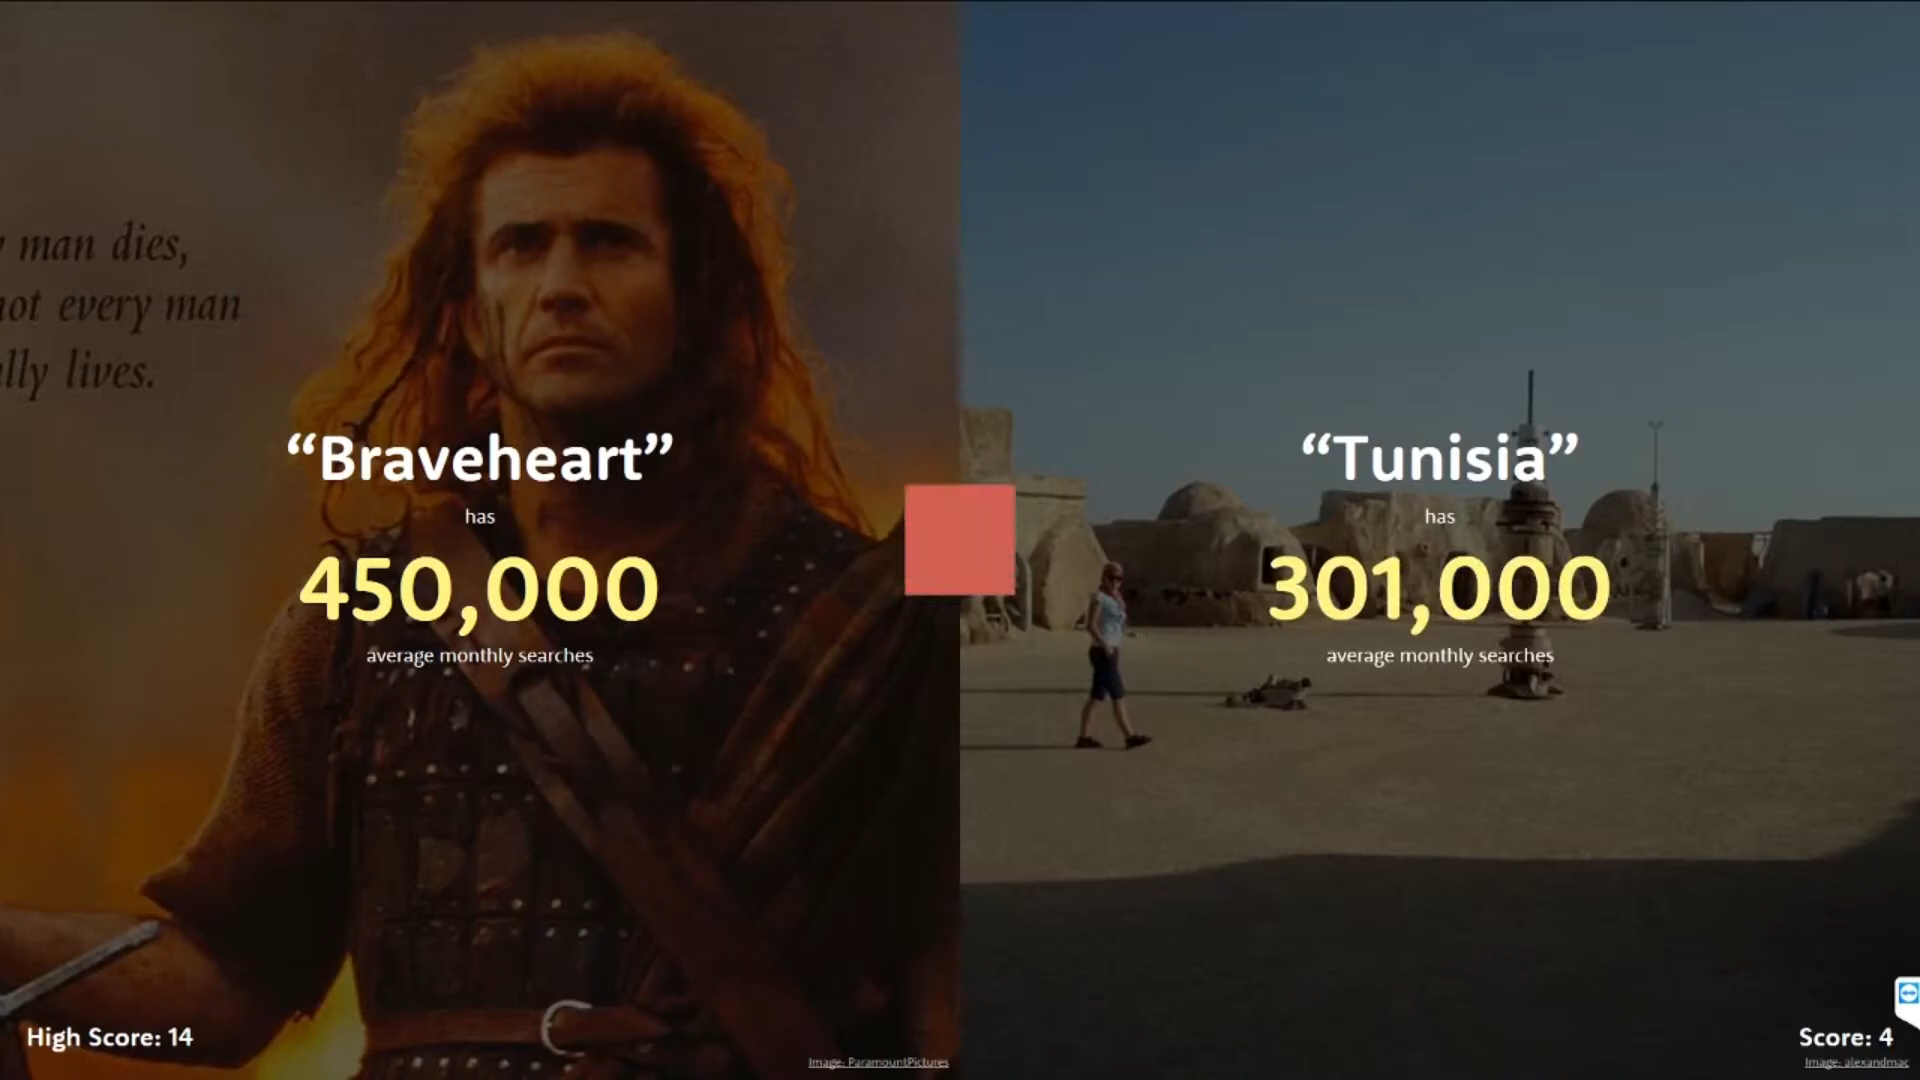 man dies,
not every man
lly lives.
“Braveheart”
has
450,000
average monthly searches
“Tunisia”
has
301,000
average monthly searches
High Score: 14
Score: 4
Image: ParamountPictures
Image: alexandmac